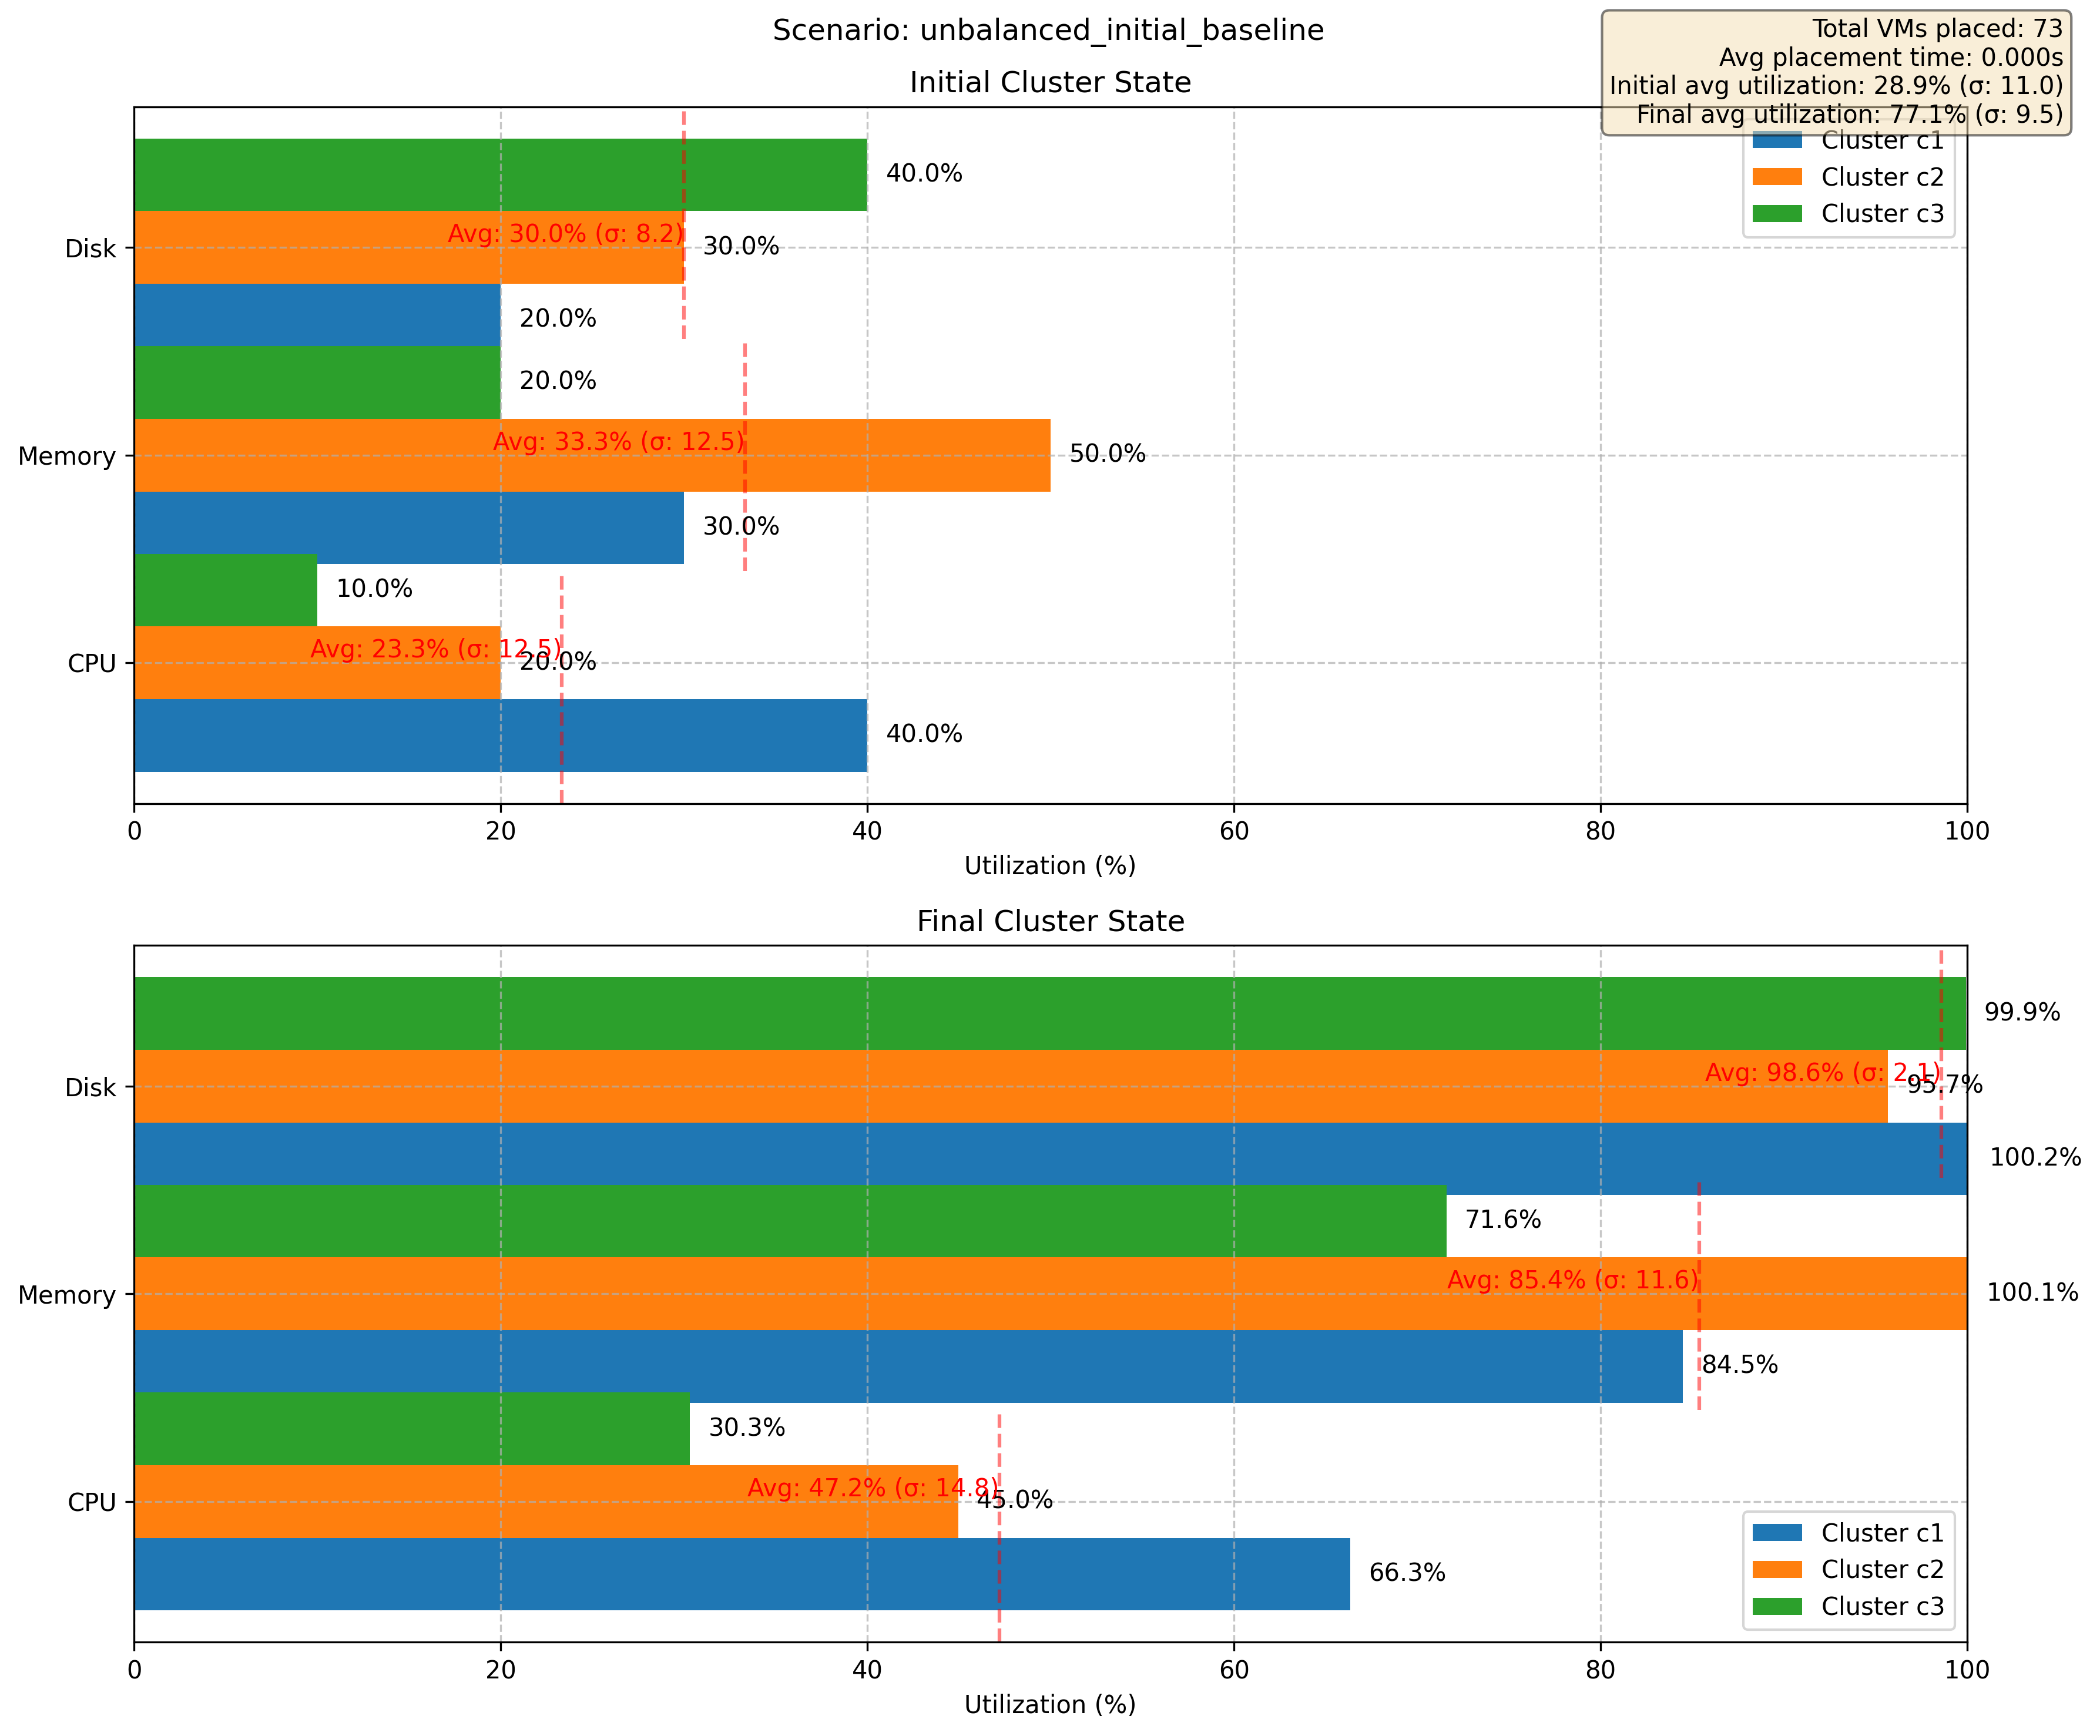 Scenario: unbalanced_initial_baseline
Total VMs placed: 73
Avg placement time: 0.000s
Initial avg utilization: 28.9% (σ: 11.0)
Final avg utilization: 77.1% (σ: 9.5)
Initial Cluster State
Cluster c1
Cluster c2
Cluster c3
40.0%
Disk
Avg: 30.0% (σ: 8.2)
30.0%
20.0%
20.0%
Memory
Avg: 33.3% (σ: 12.5)
50.0%
30.0%
10.0%
CPU
Avg: 23.3% (σ: 12.5)
20.0%
40.0%
0 20 40 60 80 100
Utilization (%)
Final Cluster State
99.9%
Disk
Avg: 98.6% (σ: 2.1)
95.7%
100.2%
71.6%
Memory
Avg: 85.4% (σ: 11.6)
100.1%
84.5%
30.3%
CPU
Avg: 47.2% (σ: 14.8)
45.0%
66.3%
Cluster c1
Cluster c2
Cluster c3
0 20 40 60 80 100
Utilization (%)